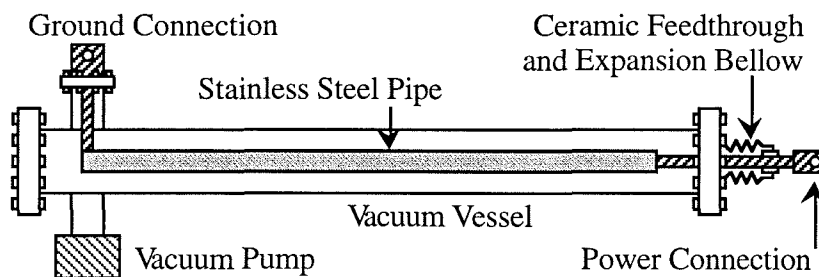 Ground Connection
Ceramic Feedthrough
and Expansion Bellow
Stainless Steel Pipe
Vacuum Vessel
Vacuum Pump
Power Connection